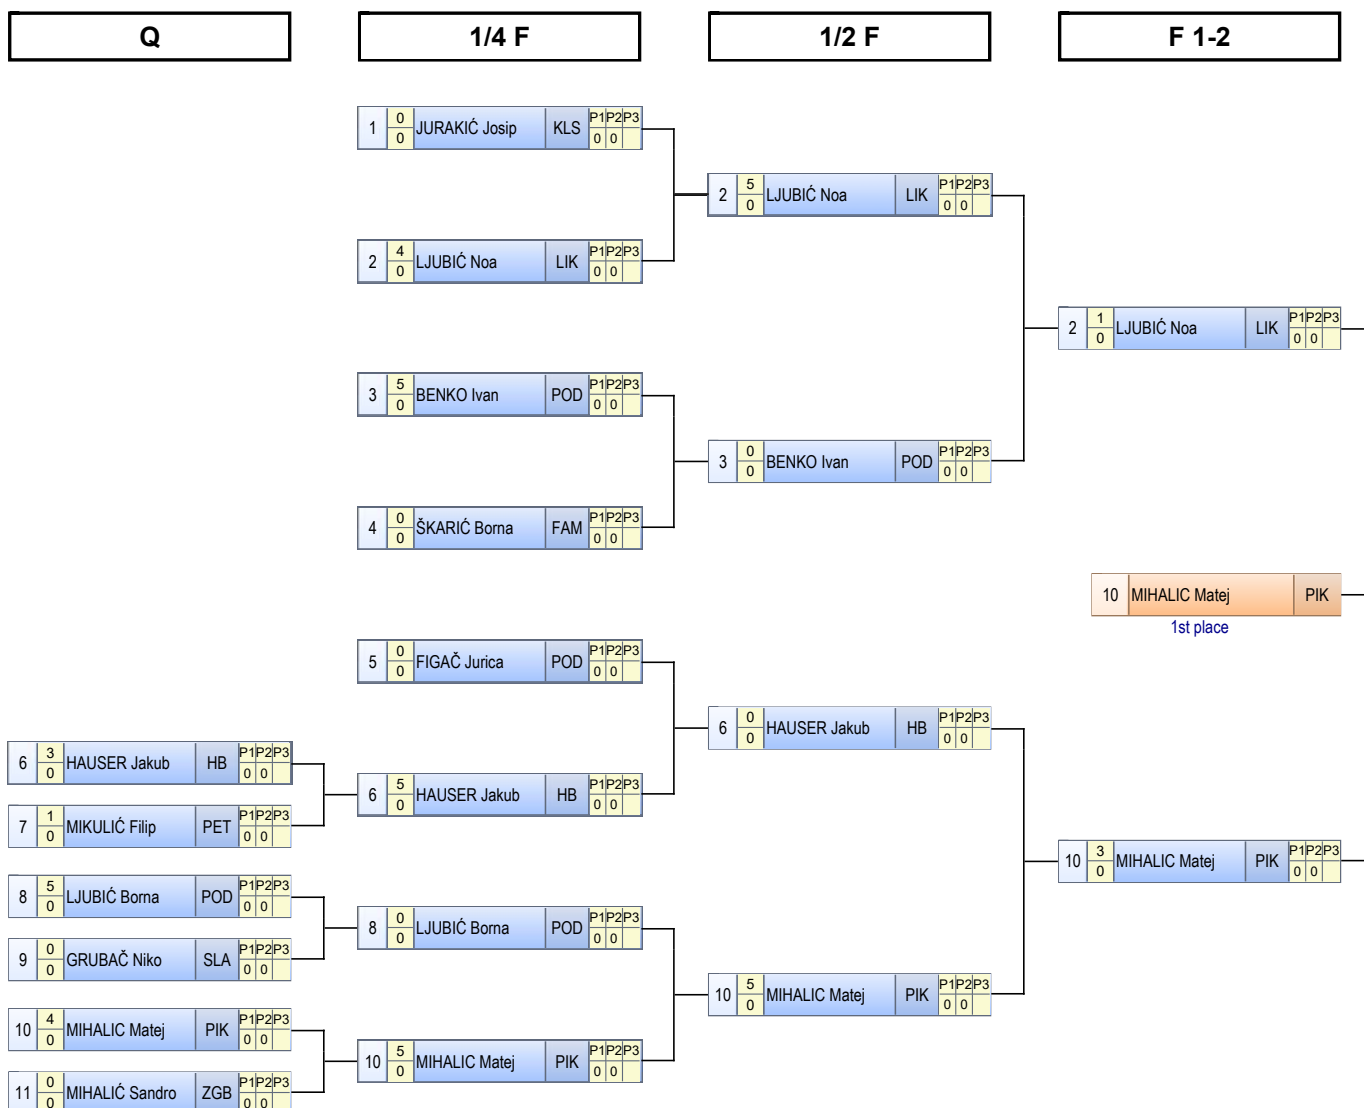 Q 1/4 F 1/2 F F 1-2
1 0 0 JURAKIĆ Josip KLS P1 P2 P3 0 0
2 5 0 LJUBIĆ Noa LIK P1 P2 P3 0 0
2 4 0 LJUBIĆ Noa LIK P1 P2 P3 0 0
2 1 0 LJUBIĆ Noa LIK P1 P2 P3 0 0
3 5 0 BENKO Ivan POD P1 P2 P3 0 0
3 0 0 BENKO Ivan POD P1 P2 P3 0 0
4 0 0 ŠKARIĆ Borna FAM P1 P2 P3 0 0
10 MIHALIC Matej PIK
1st place
5 0 0 FIGAČ Jurica POD P1 P2 P3 0 0
6 0 0 HAUSER Jakub HB P1 P2 P3 0 0
6 3 0 HAUSER Jakub HB P1 P2 P3 0 0
6 5 0 HAUSER Jakub HB P1 P2 P3 0 0
7 1 0 MIKULIĆ Filip PET P1 P2 P3 0 0
10 3 0 MIHALIC Matej PIK P1 P2 P3 0 0
8 5 0 LJUBIĆ Borna POD P1 P2 P3 0 0
8 0 0 LJUBIĆ Borna POD P1 P2 P3 0 0
9 0 0 GRUBAČ Niko SLA P1 P2 P3 0 0
10 5 0 MIHALIC Matej PIK P1 P2 P3 0 0
10 4 0 MIHALIC Matej PIK P1 P2 P3 0 0
10 5 0 MIHALIC Matej PIK P1 P2 P3 0 0
11 0 0 MIHALIĆ Sandro ZGB P1 P2 P3 0 0